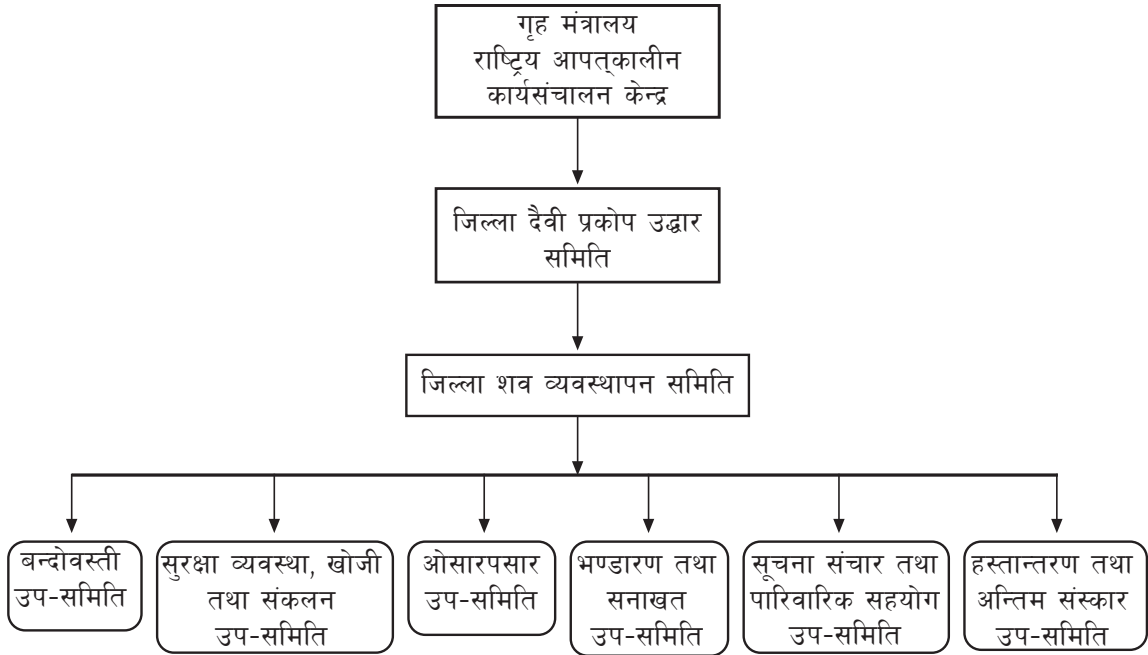 गृह मंत्रालय
राष्ट्रिय आपत्‌कालीन
कार्यसंचालन केन्द्र
जिल्ला दैवी प्रकोप उद्धार
समिति
जिल्ला शव व्यवस्थापन समिति
बन्दोवस्ती
उप-समिति
सुरक्षा व्यवस्था, खोजी
तथा संकलन
उप-समिति
ओसारपसार
उप-समिति
भण्डारण तथा
सनाखत
उप-समिति
सूचना संचार तथा
पारिवारिक सहयोग
उप-समिति
हस्तान्तरण तथा
अन्तिम संस्कार
उप-समिति